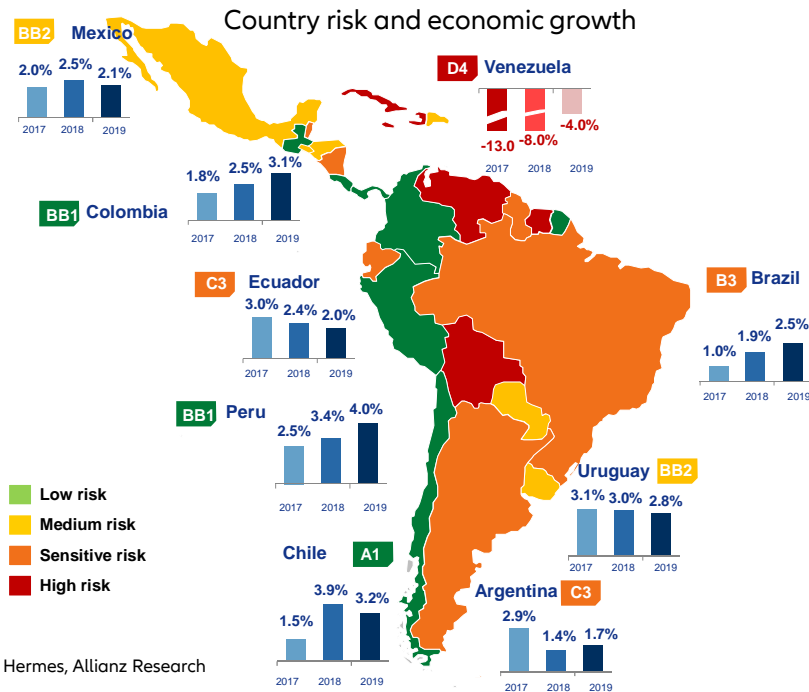 Country risk and economic growth
BB2 Mexico
2.0% 2.5% 2.1%
2017 2018 2019
D4 Venezuela
-13.0 -8.0% -4.0%
2017 2018 2019
BB1 Colombia
1.8% 2.5% 3.1%
2017 2018 2019
C3 Ecuador
3.0% 2.4% 2.0%
2017 2018 2019
B3 Brazil
1.0% 1.9% 2.5%
2017 2018 2019
BB1 Peru
2.5% 3.4% 4.0%
2017 2018 2019
Uruguay BB2
3.1% 3.0% 2.8%
2017 2018 2019
Low risk
Medium risk
Sensitive risk
High risk
Chile A1
1.5% 3.9% 3.2%
2017 2018 2019
Argentina C3
2.9% 1.4% 1.7%
2017 2018 2019
Hermes, Allianz Research